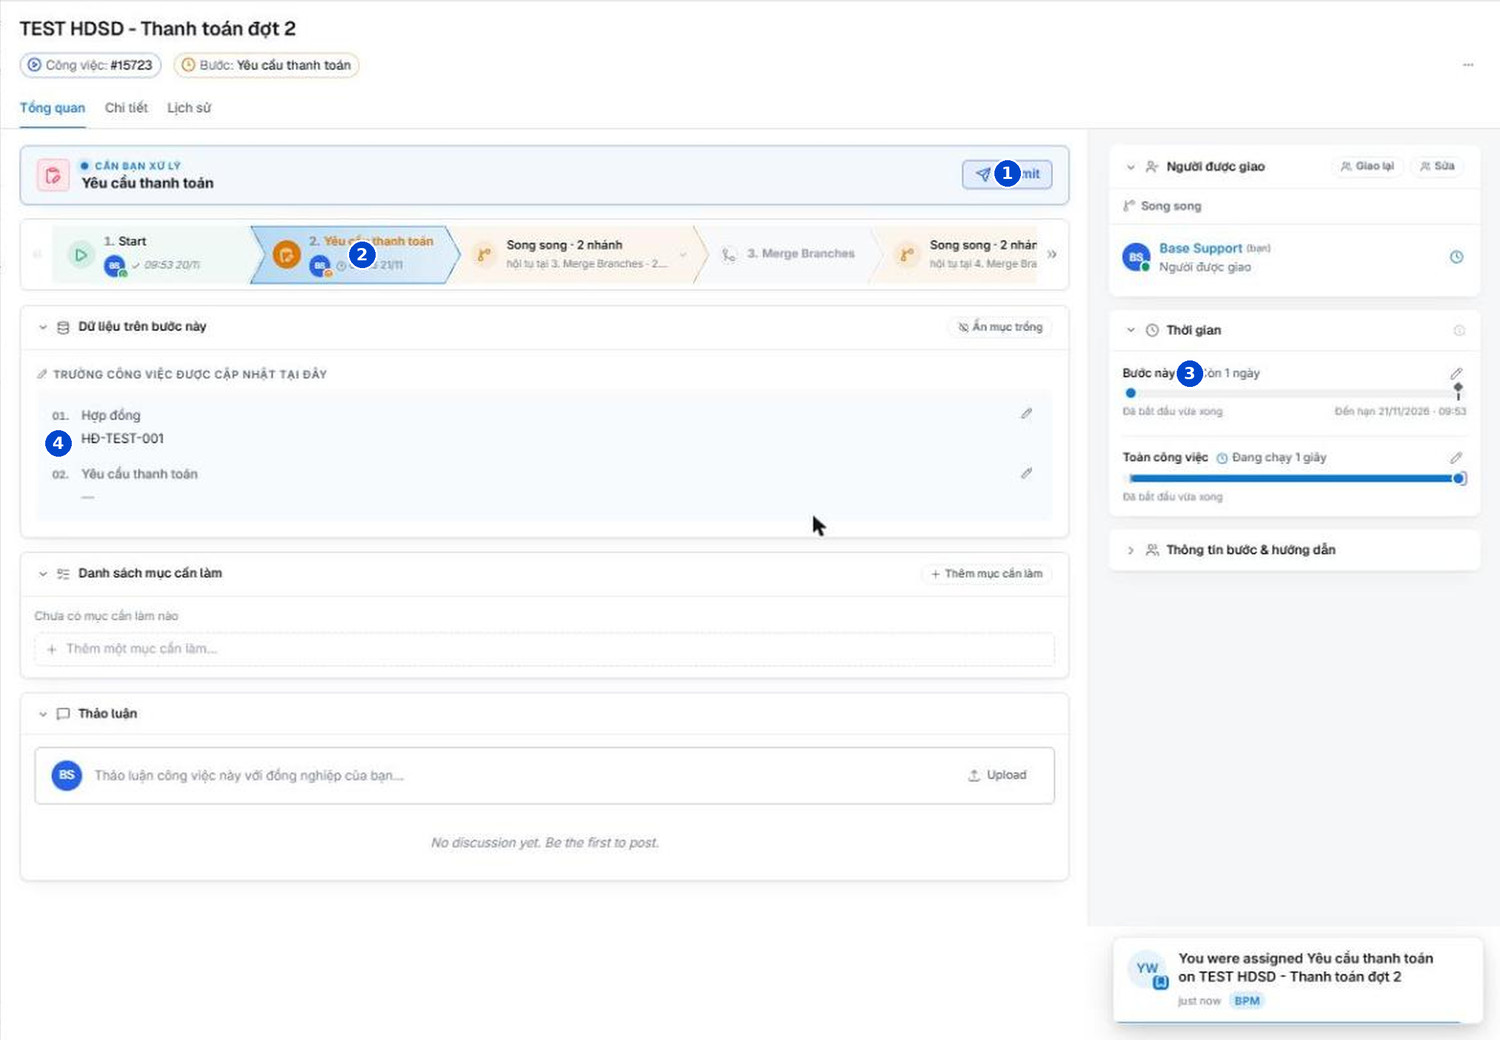 TEST HDSD - Thanh toán đợt 2
Công việc: #15723
Bước: Yêu cầu thanh toán
Tổng quan
Chi tiết
Lịch sử
CẦN BẠN XỬ LÝ
Yêu cầu thanh toán
1
1. Start
09:53 20/11
2. Yêu cầu thanh toán
2
21/11
Song song · 2 nhánh
hội tụ tại 3. Merge Branches · 2...
3. Merge Branches
Song song · 2 nhán
hội tụ tại 4. Merge Bra
Dữ liệu trên bước này
Ẩn mục trống
TRƯỜNG CÔNG VIỆC ĐƯỢC CẬP NHẬT TẠI ĐÂY
01. Hợp đồng
4
HĐ-TEST-001
02. Yêu cầu thanh toán
—
Danh sách mục cần làm
+ Thêm mục cần làm
Chưa có mục cần làm nào
+ Thêm một mục cần làm...
Thảo luận
BS
Thảo luận công việc này với đồng nghiệp của bạn...
Upload
No discussion yet. Be the first to post.
Người được giao
Giao lại
Sửa
Song song
BS
Base Support (bạn)
Người được giao
Thời gian
Bước này
3
Còn 1 ngày
Đã bắt đầu vừa xong
Đến hạn 21/11/2026 · 09:53
Toàn công việc
Đang chạy 1 giây
Đã bắt đầu vừa xong
Thông tin bước & hướng dẫn
YW
You were assigned Yêu cầu thanh toán
on TEST HDSD - Thanh toán đợt 2
just now
BPM